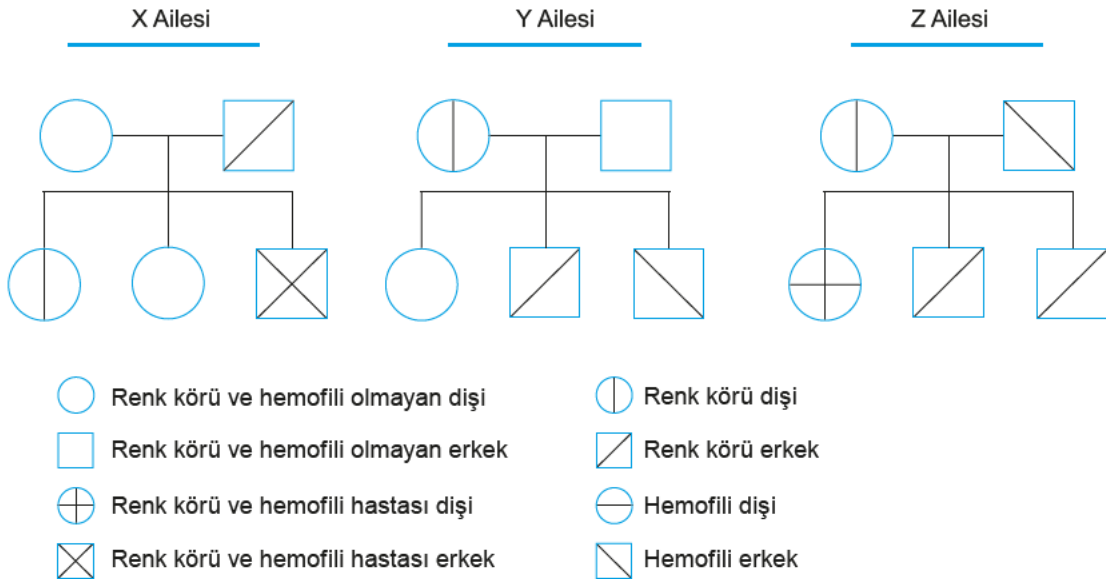 X Ailesi
Y Ailesi
Z Ailesi
Renk körü ve hemofili olmayan dişi
Renk körü dişi
Renk körü ve hemofili olmayan erkek
Renk körü erkek
Renk körü ve hemofili hastası dişi
Hemofili dişi
Renk körü ve hemofili hastası erkek
Hemofili erkek